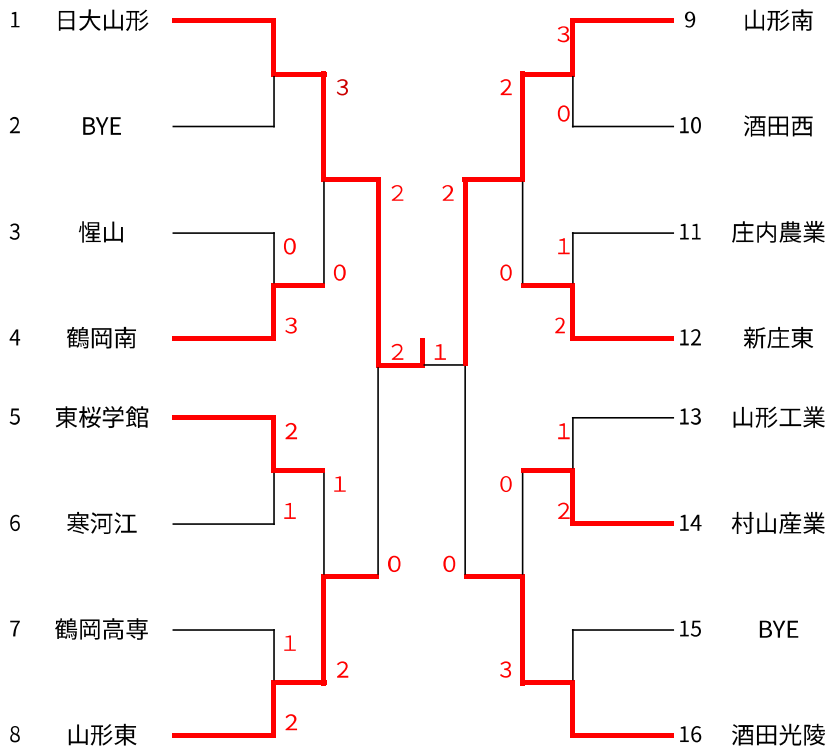 1 日大山形
9 山形南
3
3
2
0
2 BYE
10 酒田西
2
2
3 惺山
11 庄内農業
0
1
0
0
3
2
4 鶴岡南
12 新庄東
2
1
5 東桜学館
13 山形工業
2
1
1
0
1
2
6 寒河江
14 村山産業
0
0
7 鶴岡高専
15 BYE
1
2
3
2
8 山形東
16 酒田光陵